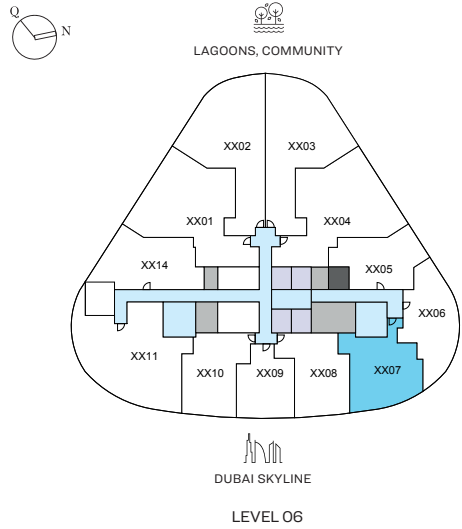 Q
N
LAGOONS, COMMUNITY
XX02 XX03
XX01 XX04
XX14 XX05
XX06
XX11 XX10 XX09 XX08 XX07
DUBAI SKYLINE
LEVEL 06